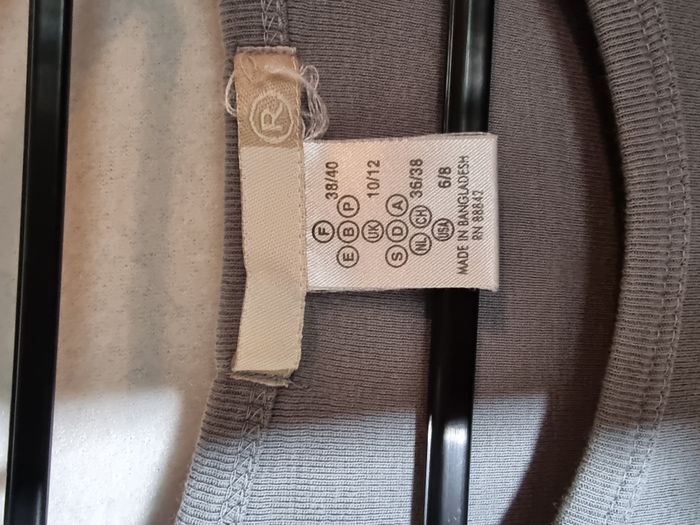 R
F 38/40
E B P
UK 10/12
S D A
NL CH 36/38
USA 6/8
MADE IN BANGLADESH
RN 88842